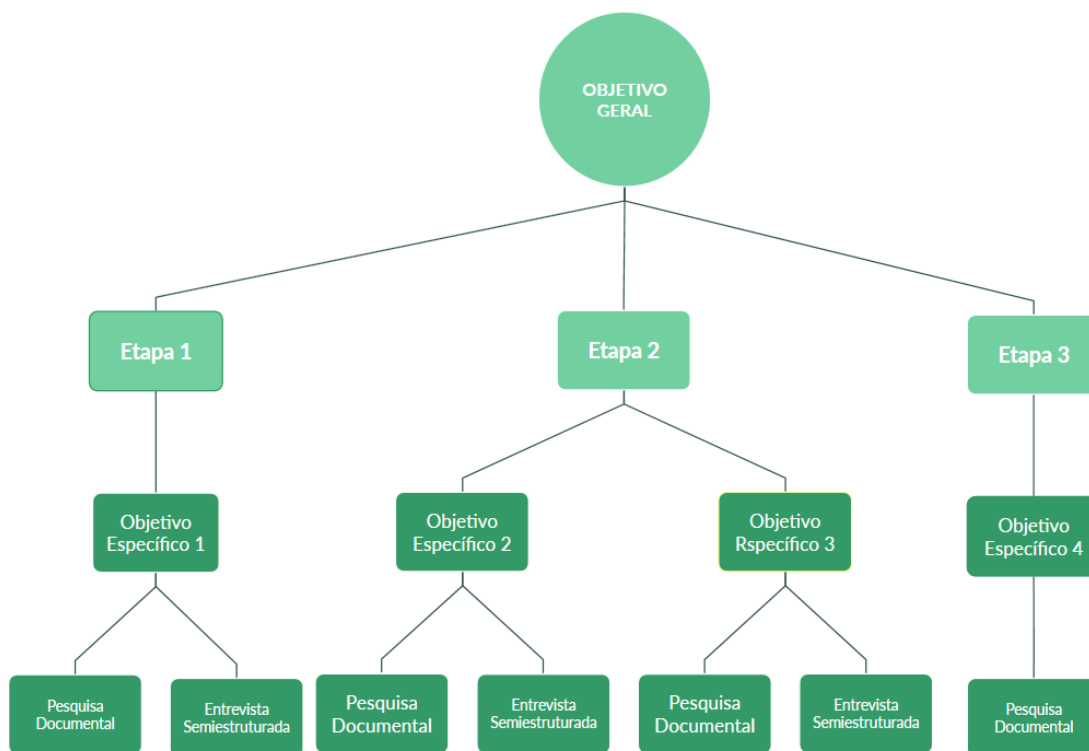 OBJETIVO
GERAL
Etapa 1
Etapa 2
Etapa 3
Objetivo
Específico 1
Objetivo
Específico 2
Objetivo
Rspecífico 3
Objetivo
Específico 4
Pesquisa
Documental
Entrevista
Semiestruturada
Pesquisa
Documental
Entrevista
Semiestruturada
Pesquisa
Documental
Entrevista
Semiestruturada
Pesquisa
Documental